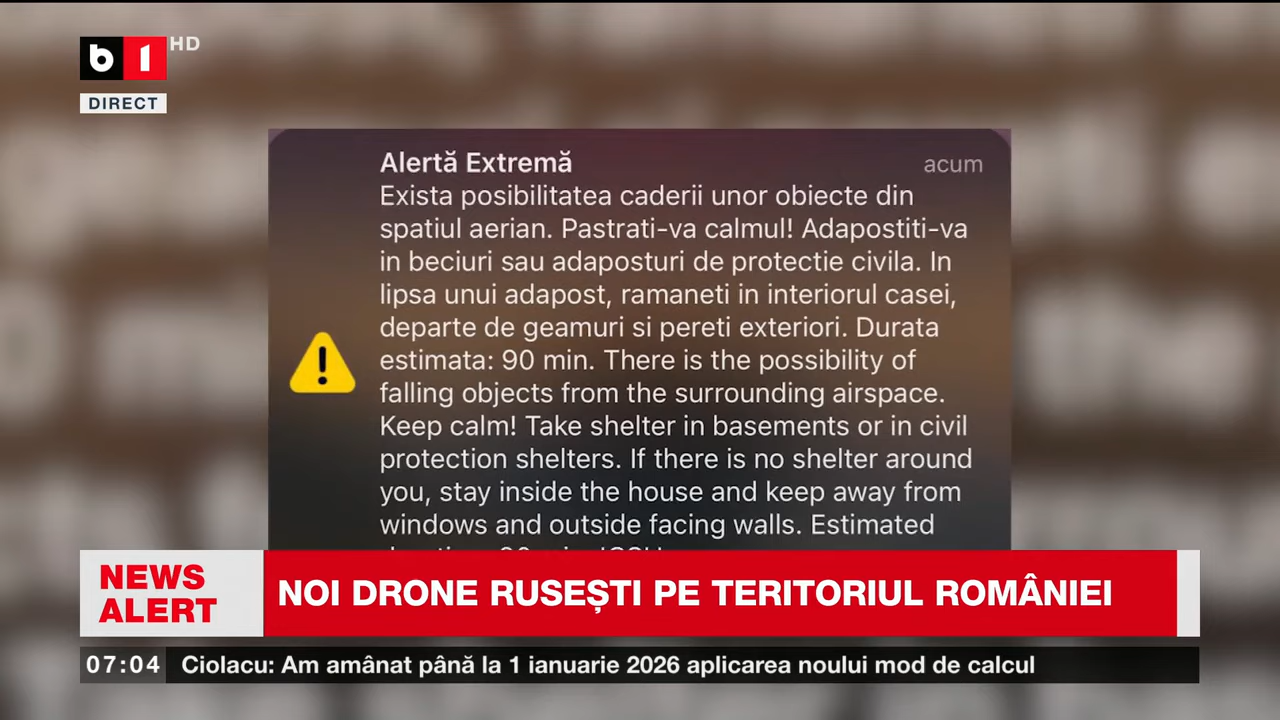 b1 HD
DIRECT
Alertă Extremă
acum
Exista posibilitatea caderii unor obiecte din
spatiul aerian. Pastrati-va calmul! Adapostiti-va
in beciuri sau adaposturi de protectie civila. In
lipsa unui adapost, ramaneti in interiorul casei,
departe de geamuri si pereti exteriori. Durata
estimata: 90 min. There is the possibility of
falling objects from the surrounding airspace.
Keep calm! Take shelter in basements or in civil
protection shelters. If there is no shelter around
you, stay inside the house and keep away from
windows and outside facing walls. Estimated
NEWS
ALERT
NOI DRONE RUSEȘTI PE TERITORIUL ROMÂNIEI
07:04 Ciolacu: Am amânat până la 1 ianuarie 2026 aplicarea noului mod de calcul